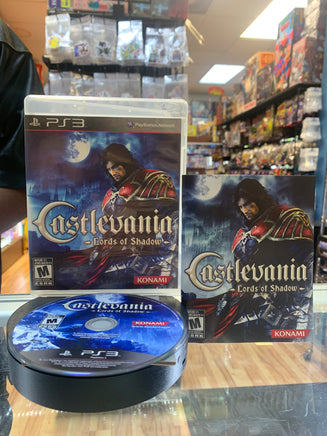 PS3
PlayStation Network
Castlevania
Lords of Shadow
M
KONAMI
Castlevania
Lords of Shadow
M
KONAMI
Castlevania
Lords of Shadow
KONAMI
M
PS3